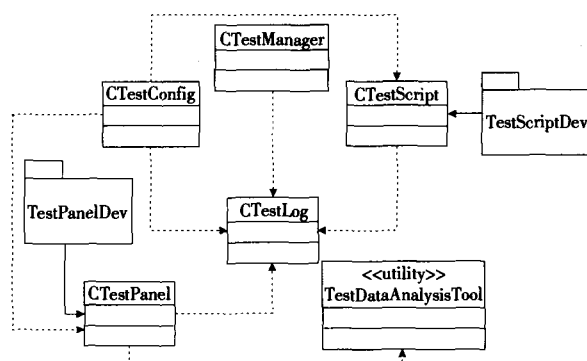 CTestManager
CTestConfig
CTestScript
TestScriptDev
TestPanelDev
CTestLog
CTestPanel
<<utility>>
TestDataAnalysisTool